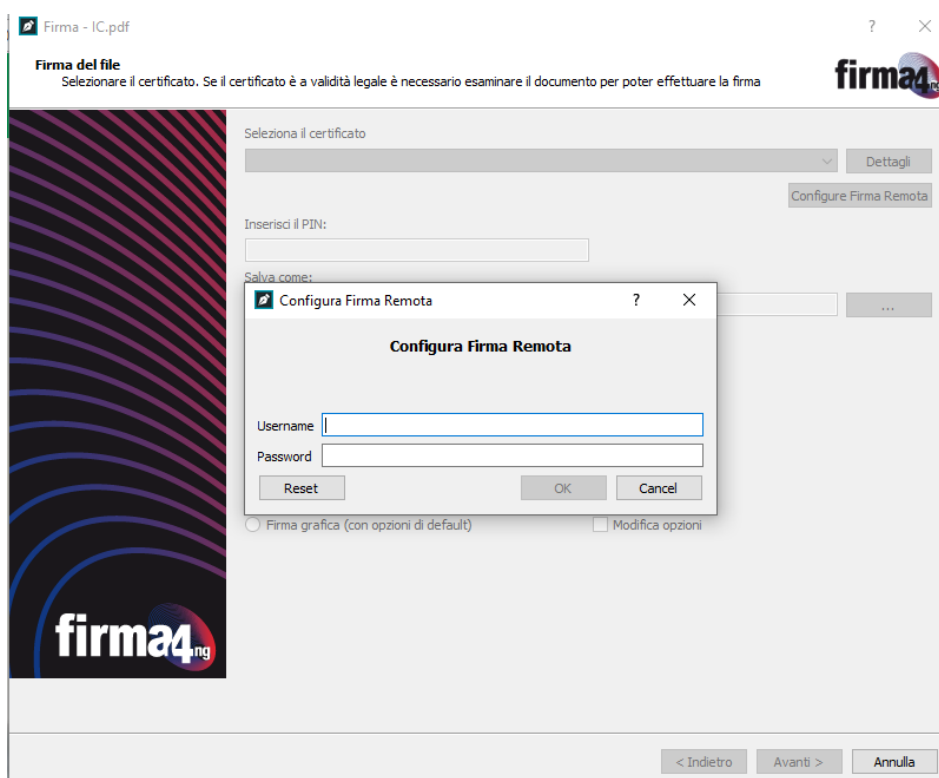 Firma - IC.pdf
?
Firma del file
Selezionare il certificato. Se il certificato è a validità legale è necessario esaminare il documento per poter effettuare la firma
firma4ng
Seleziona il certificato
Dettagli
Configure Firma Remota
Inserisci il PIN:
Salva come:
...
Configura Firma Remota
?
Configura Firma Remota
Username
Password
Reset
OK
Cancel
Firma grafica (con opzioni di default)
Modifica opzioni
firma4ng
< Indietro
Avanti >
Annulla